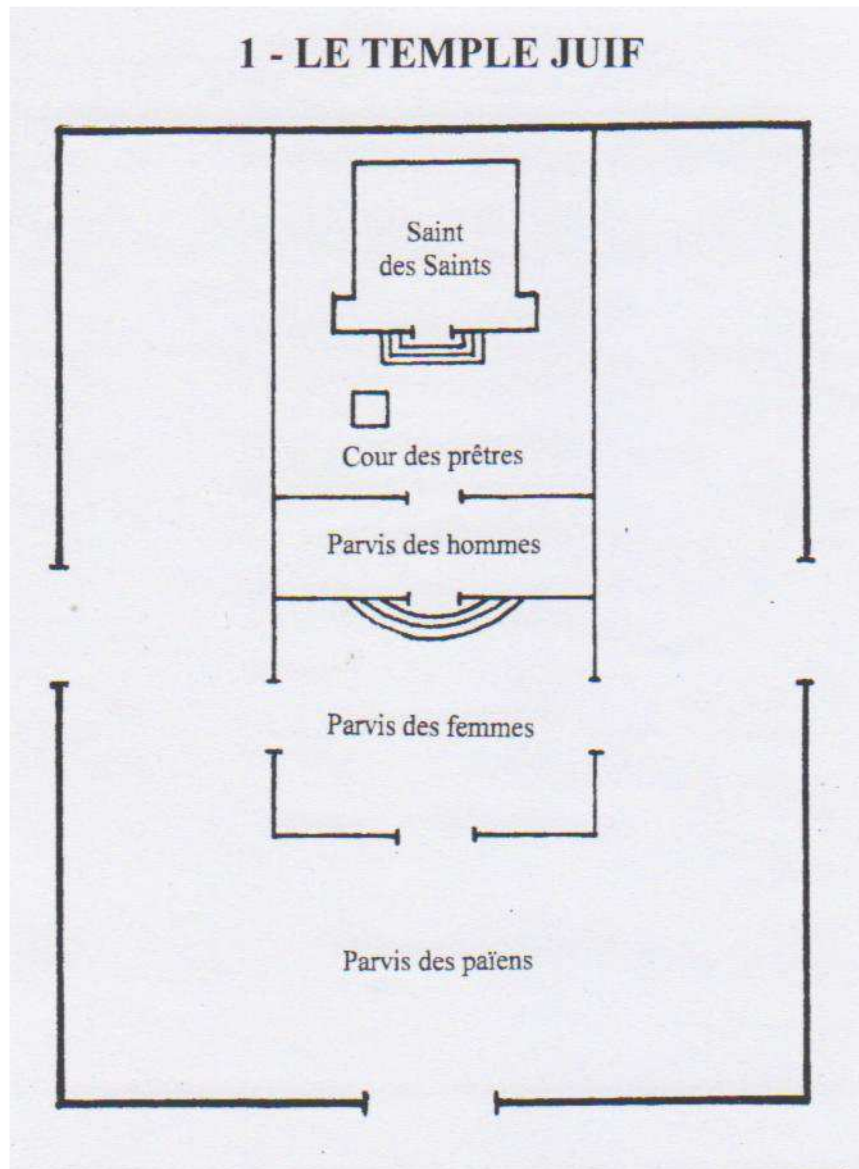 1 - LE TEMPLE JUIF
Saint
des Saints
Cour des prêtres
Parvis des hommes
Parvis des femmes
Parvis des païens